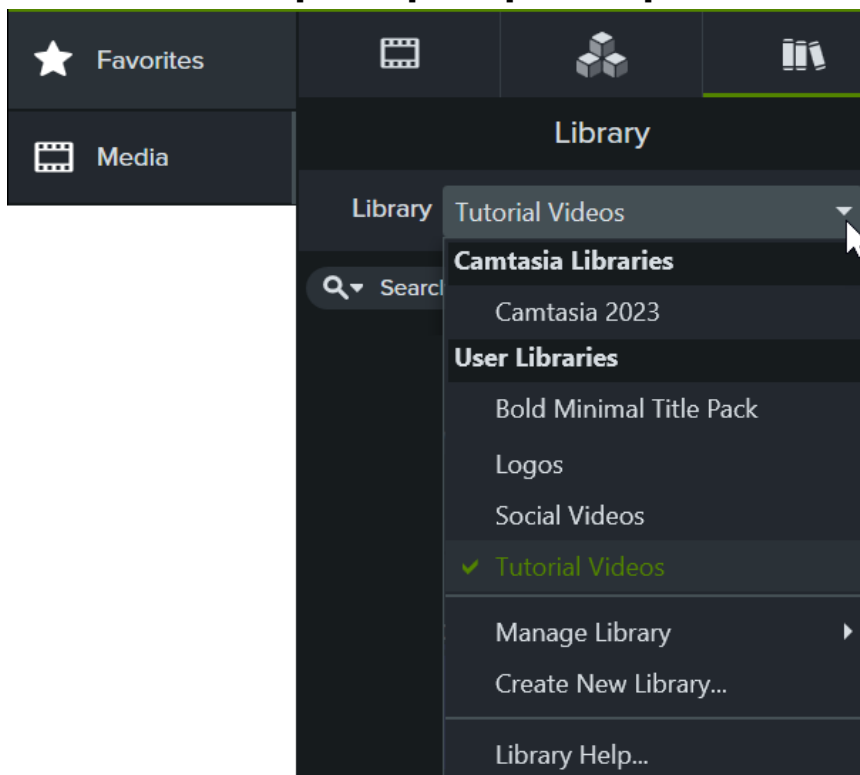 Favorites
Media
Library
Library Tutorial Videos
Search
Camtasia Libraries
Camtasia 2023
User Libraries
Bold Minimal Title Pack
Logos
Social Videos
Tutorial Videos
Manage Library
Create New Library...
Library Help...